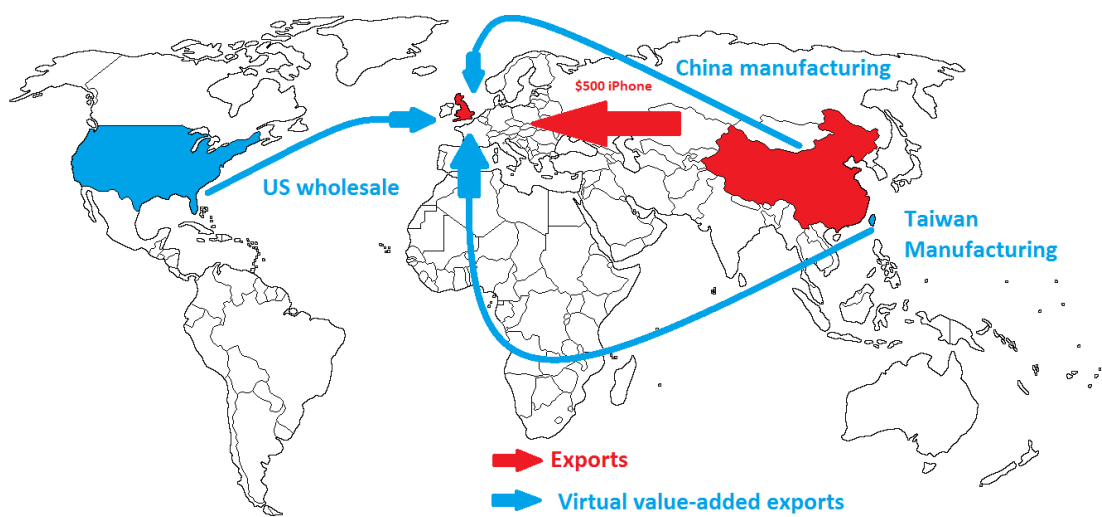 China manufacturing
$500 iPhone
US wholesale
Taiwan
Manufacturing
Exports
Virtual value-added exports